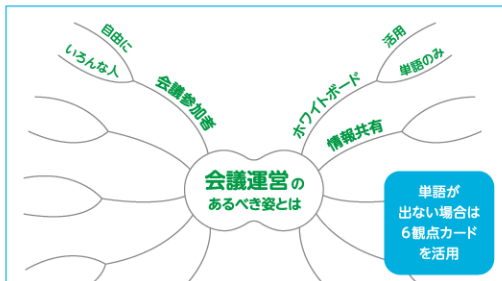 自由に
いろんな人
会議参加者
活用
単語のみ
ホワイトボード
情報共有
会議運営の
あるべき姿とは
単語が
出ない場合は
6観点カード
を活用